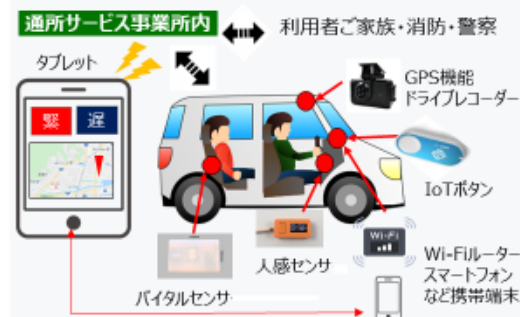 通所サービス事業所内
利用者ご家族・消防・警察
タブレット
緊
遅
GPS機能
ドライブレコーダー
IoTボタン
Wi-Fi
人感センサ
バイタルセンサ
Wi-Fiルーター
スマートフォン
など携帯端末